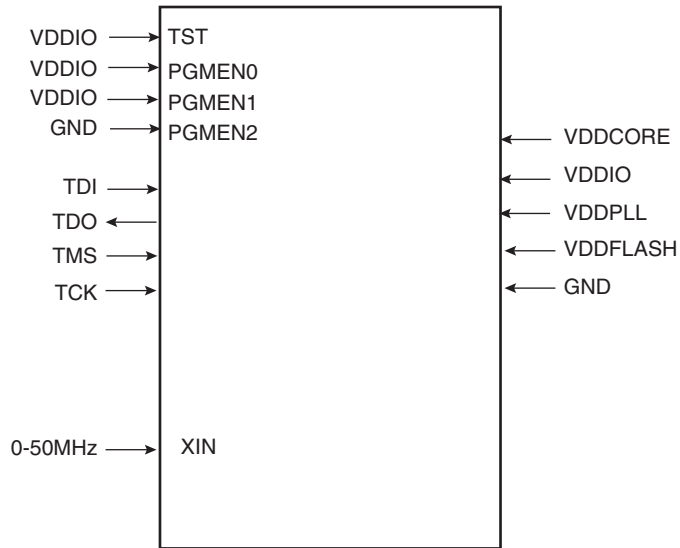 VDDIO TST
VDDIO PGMEN0
VDDIO PGMEN1
GND PGMEN2
TDI
TDO
TMS
TCK
0-50MHz XIN
VDDCORE
VDDIO
VDDPLL
VDDFLASH
GND